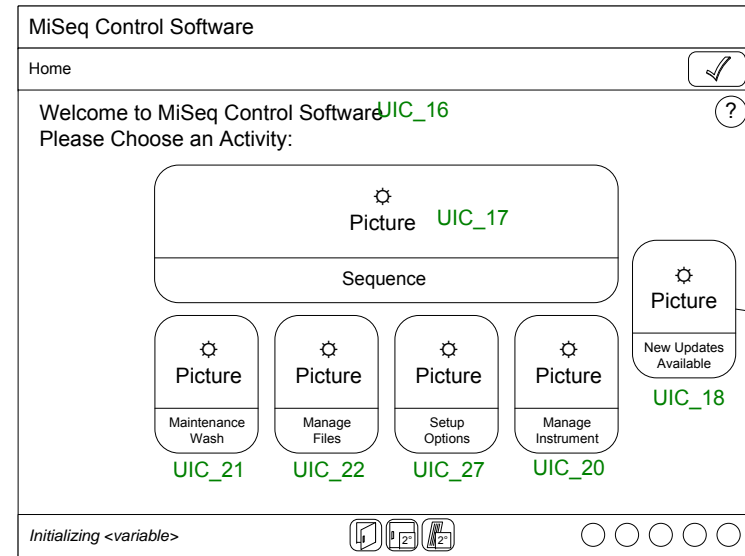 MiSeq Control Software
Home
Welcome to MiSeq Control Software UIC_16
?
Please Choose an Activity:
Picture UIC_17
Sequence
Picture
New Updates
Available
UIC_18
Picture Picture Picture Picture
Maintenance Manage Setup Manage
Wash Files Options Instrument
UIC_21 UIC_22 UIC_27 UIC_20
Initializing <variable> 2° 2°